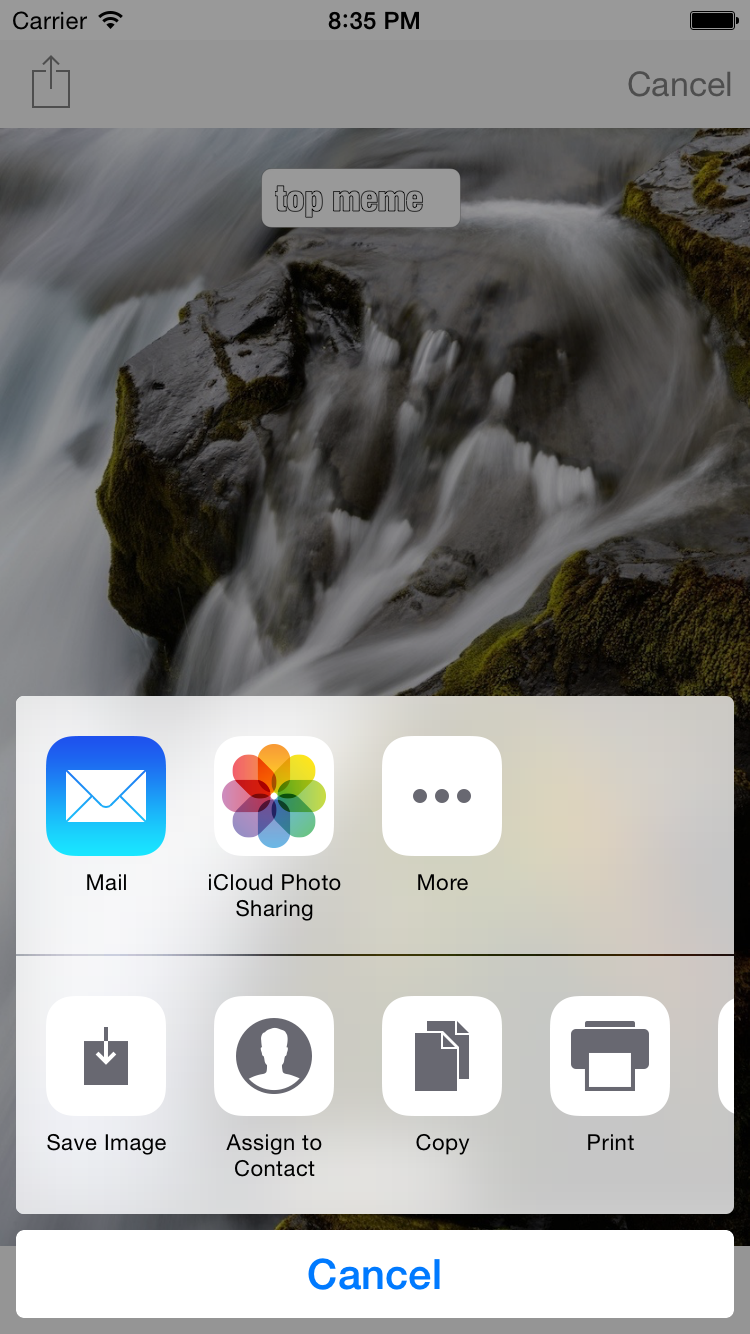 Carrier 8:35 PM
Cancel
top meme
Mail iCloud Photo Sharing More
Save Image Assign to Contact Copy Print
Cancel